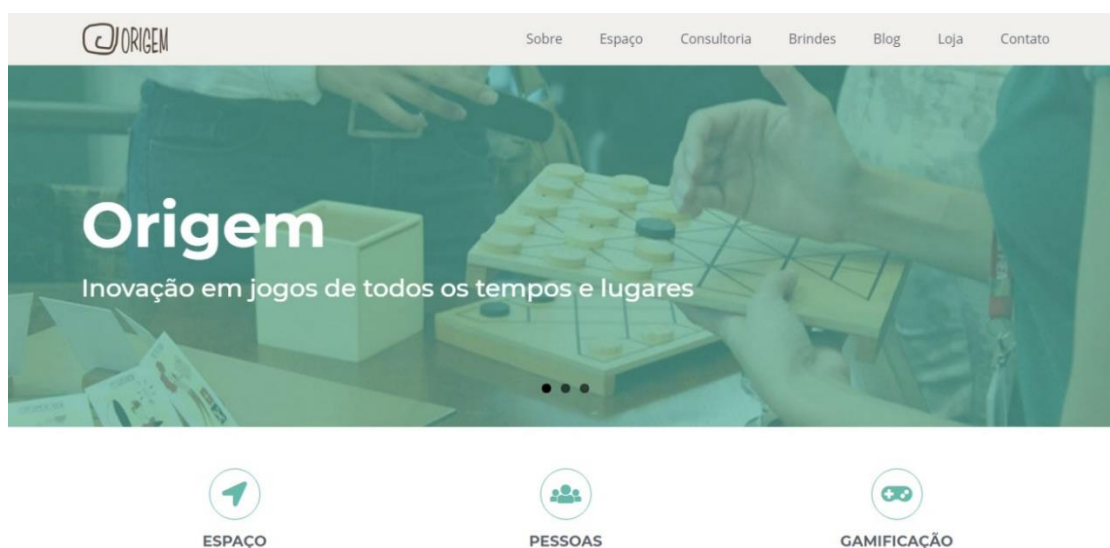 ORIGEM
Sobre Espaço Consultoria Brindes Blog Loja Contato
Origem
Inovação em jogos de todos os tempos e lugares
ESPAÇO PESSOAS GAMIFICAÇÃO